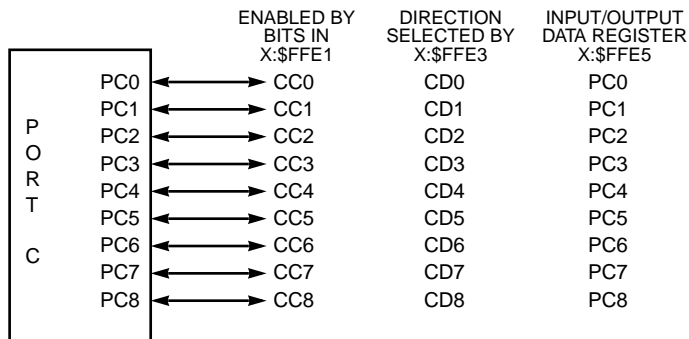 ENABLED BY DIRECTION INPUT/OUTPUT
BITS IN SELECTED BY DATA REGISTER
X:$FFE1 X:$FFE3 X:$FFE5
PORT C
PC0 CC0 CD0 PC0
PC1 CC1 CD1 PC1
PC2 CC2 CD2 PC2
PC3 CC3 CD3 PC3
PC4 CC4 CD4 PC4
PC5 CC5 CD5 PC5
PC6 CC6 CD6 PC6
PC7 CC7 CD7 PC7
PC8 CC8 CD8 PC8